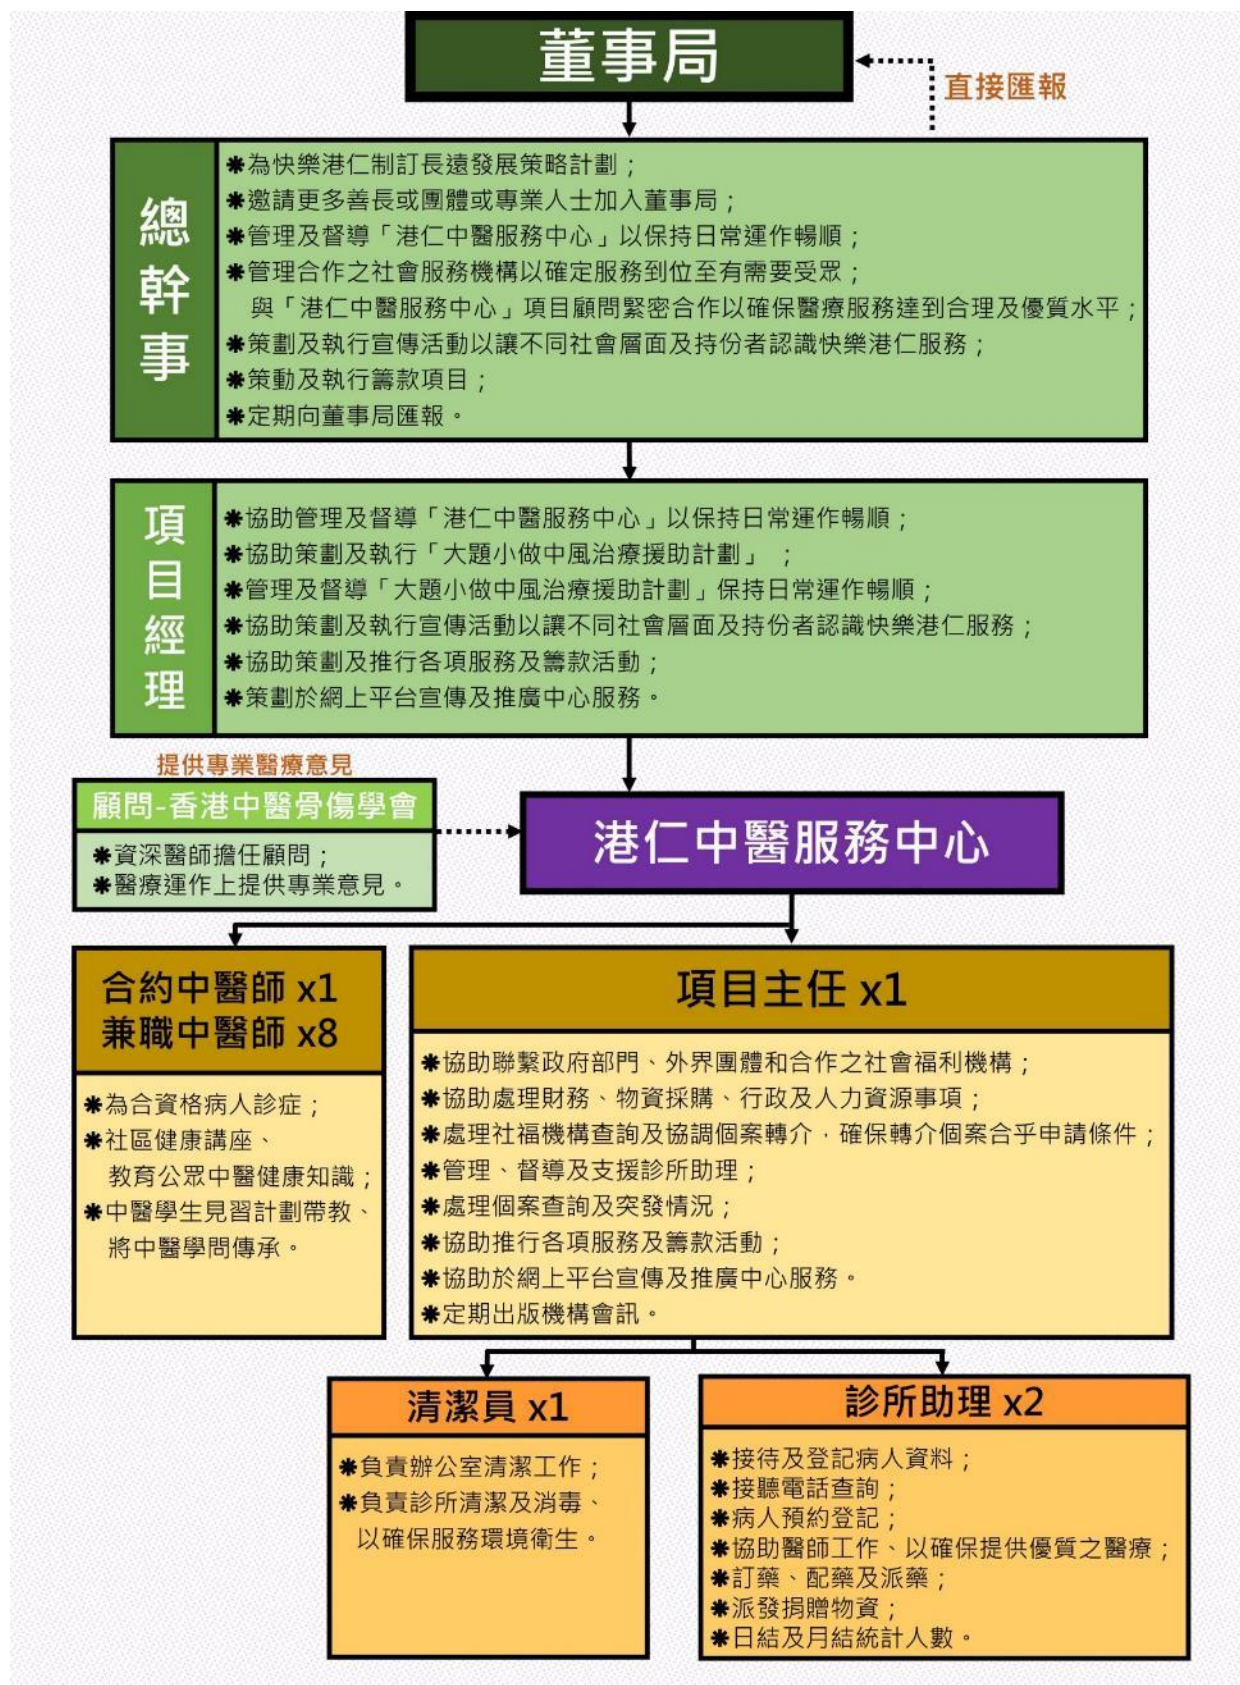 董事局
直接匯報
總幹事
✱為快樂港仁制訂長遠發展策略計劃；
✱邀請更多善長或團體或專業人士加入董事局；
✱管理及督導「港仁中醫服務中心」以保持日常運作暢順；
✱管理合作之社會服務機構以確定服務到位至有需要受眾；
與「港仁中醫服務中心」項目顧問緊密合作以確保醫療服務達到合理及優質水平；
✱策劃及執行宣傳活動以讓不同社會層面及持份者認識快樂港仁服務；
✱策動及執行籌款項目；
✱定期向董事局匯報。
項目經理
✱協助管理及督導「港仁中醫服務中心」以保持日常運作暢順；
✱協助策劃及執行「大題小做中風治療援助計劃」 ；
✱管理及督導「大題小做中風治療援助計劃」保持日常運作暢順；
✱協助策劃及執行宣傳活動以讓不同社會層面及持份者認識快樂港仁服務；
✱協助策劃及推行各項服務及籌款活動；
✱策劃於網上平台宣傳及推廣中心服務。
提供專業醫療意見
顧問-香港中醫骨傷學會
✱資深醫師擔任顧問；
✱醫療運作上提供專業意見。
港仁中醫服務中心
合約中醫師 x1
兼職中醫師 x8
✱為合資格病人診症；
✱社區健康講座、
教育公眾中醫健康知識；
✱中醫學生見習計劃帶教、
將中醫學問傳承。
項目主任 x1
✱協助聯繫政府部門、外界團體和合作之社會福利機構；
✱協助處理財務、物資採購、行政及人力資源事項；
✱處理社福機構查詢及協調個案轉介，確保轉介個案合乎申請條件；
✱管理、督導及支援診所助理；
✱處理個案查詢及突發情況；
✱協助推行各項服務及籌款活動；
✱協助於網上平台宣傳及推廣中心服務。
✱定期出版機構會訊。
清潔員 x1
✱負責辦公室清潔工作；
✱負責診所清潔及消毒、
以確保服務環境衛生。
診所助理 x2
✱接待及登記病人資料；
✱接聽電話查詢；
✱病人預約登記；
✱協助醫師工作、以確保提供優質之醫療；
✱訂藥、配藥及派藥；
✱派發捐贈物資；
✱日結及月結統計人數。